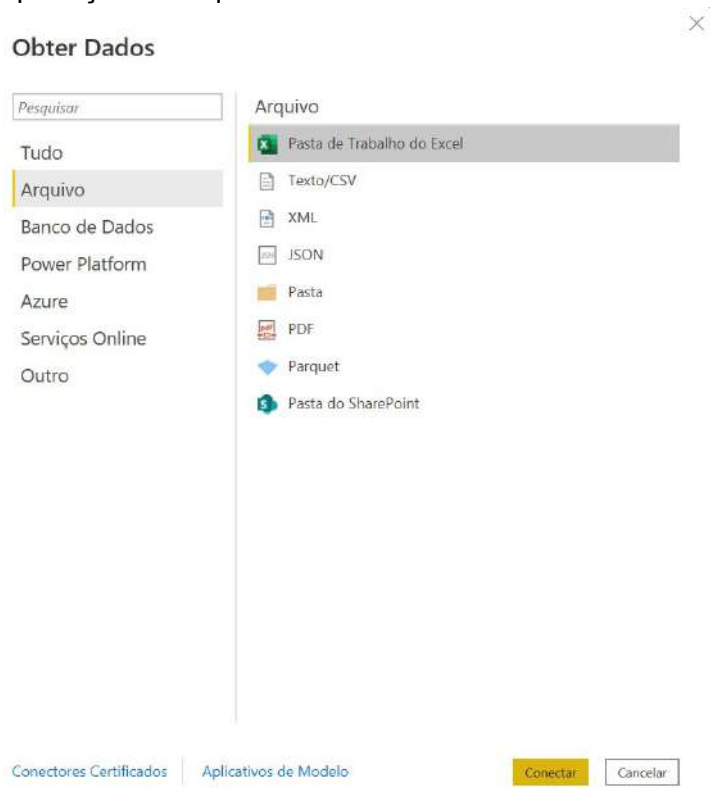 Obter Dados
Pesquisar
Tudo
Arquivo
Banco de Dados
Power Platform
Azure
Serviços Online
Outro
Arquivo
Pasta de Trabalho do Excel
Texto/CSV
XML
JSON
Pasta
PDF
Parquet
Pasta do SharePoint
Conectores Certificados
Aplicativos de Modelo
Conectar
Cancelar